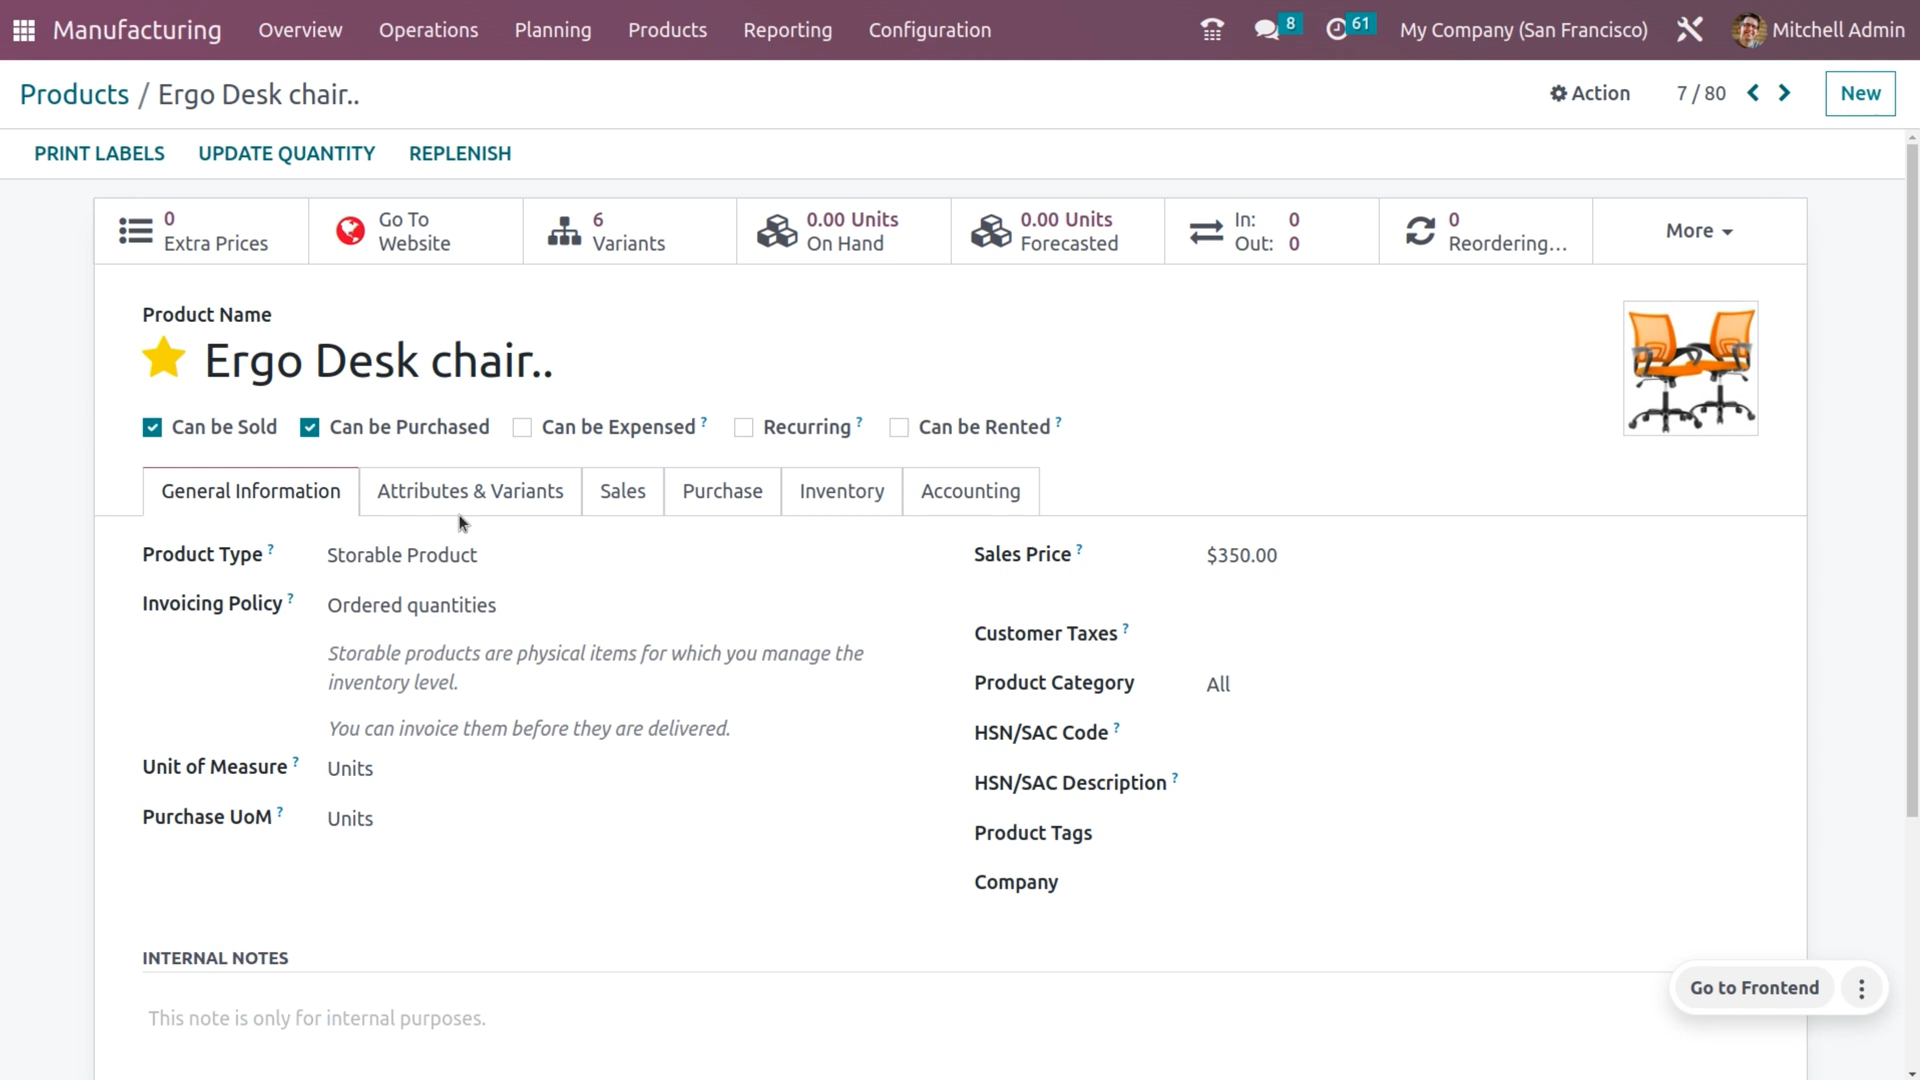 Manufacturing Overview Operations Planning Products Reporting Configuration 8 61 My Company (San Francisco) Mitchell Admin
Products / Ergo Desk chair.. Action 7 / 80 New
PRINT LABELS UPDATE QUANTITY REPLENISH
0 Extra Prices
Go To Website
6 Variants
0.00 Units On Hand
0.00 Units Forecasted
In: 0
Out: 0
0 Reordering...
More
Product Name
Ergo Desk chair..
Can be Sold Can be Purchased Can be Expensed ? Recurring ? Can be Rented ?
General Information Attributes & Variants Sales Purchase Inventory Accounting
Product Type ? Storable Product
Invoicing Policy ? Ordered quantities
Storable products are physical items for which you manage the
inventory level.
You can invoice them before they are delivered.
Unit of Measure ? Units
Purchase UoM ? Units
Sales Price ? $350.00
Customer Taxes ?
Product Category All
HSN/SAC Code ?
HSN/SAC Description ?
Product Tags
Company
INTERNAL NOTES
This note is only for internal purposes.
Go to Frontend